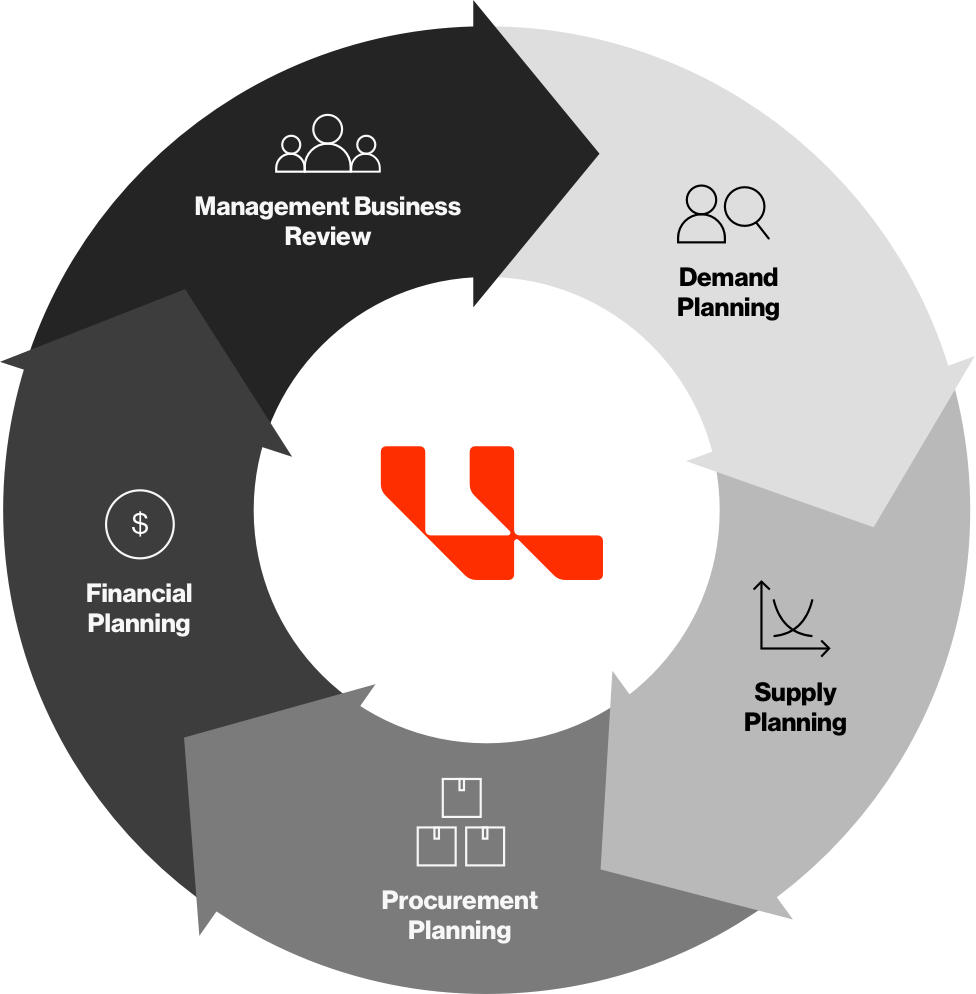 Management Business
Review
Demand
Planning
Supply
Planning
Procurement
Planning
$
Financial
Planning